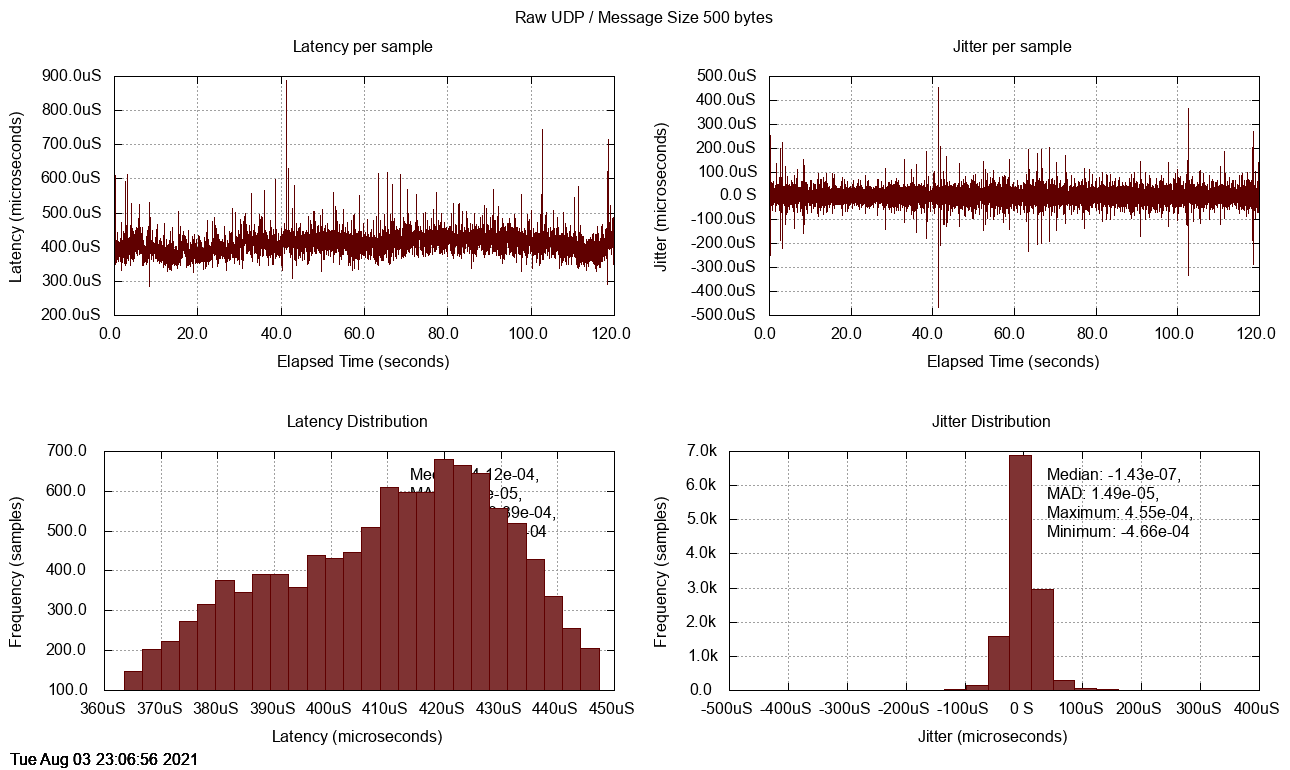 Raw UDP / Message Size 500 bytes
Latency per sample
900.0uS
800.0uS
700.0uS
600.0uS
500.0uS
400.0uS
300.0uS
200.0uS
Latency (microseconds)
0.0 20.0 40.0 60.0 80.0 100.0 120.0
Elapsed Time (seconds)
Jitter per sample
500.0uS
400.0uS
300.0uS
200.0uS
100.0uS
0.0 S
-100.0uS
-200.0uS
-300.0uS
-400.0uS
-500.0uS
Jitter (microseconds)
0.0 20.0 40.0 60.0 80.0 100.0 120.0
Elapsed Time (seconds)
Latency Distribution
700.0
600.0
500.0
400.0
300.0
200.0
100.0
Frequency (samples)
360uS 370uS 380uS 390uS 400uS 410uS 420uS 430uS 440uS 450uS
Latency (microseconds)
Jitter Distribution
7.0k
6.0k
5.0k
4.0k
3.0k
2.0k
1.0k
0.0
Frequency (samples)
Median: -1.43e-07,
MAD: 1.49e-05,
Maximum: 4.55e-04,
Minimum: -4.66e-04
-500uS -400uS -300uS -200uS -100uS 0 S 100uS 200uS 300uS 400uS
Jitter (microseconds)
Tue Aug 03 23:06:56 2021